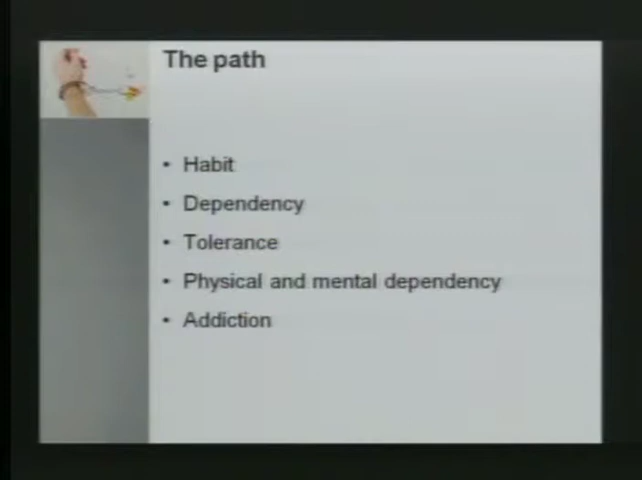 The path
• Habit
• Dependency
• Tolerance
• Physical and mental dependency
• Addiction